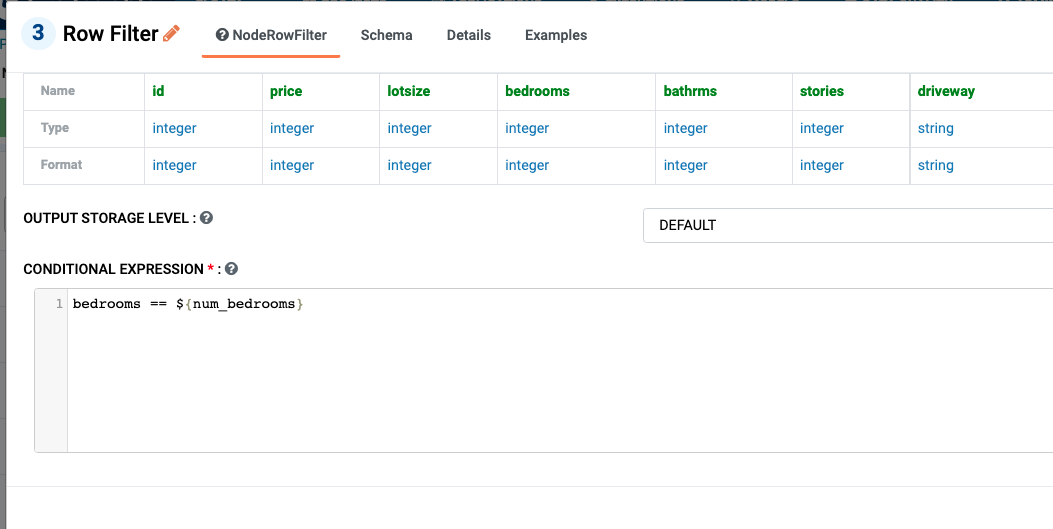 3 Row Filter NodeRowFilter Schema Details Examples
Name id price lotsize bedrooms bathrms stories driveway
Type integer integer integer integer integer integer string
Format integer integer integer integer integer integer string
OUTPUT STORAGE LEVEL : DEFAULT
CONDITIONAL EXPRESSION * :
1 bedrooms == ${num_bedrooms}